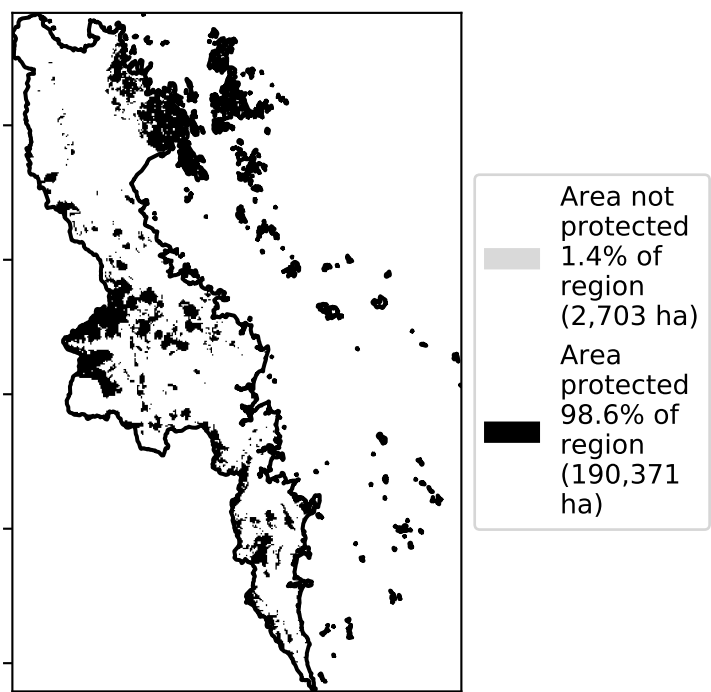 Area not
protected
1.4% of
region
(2,703 ha)
Area
protected
98.6% of
region
(190,371
ha)